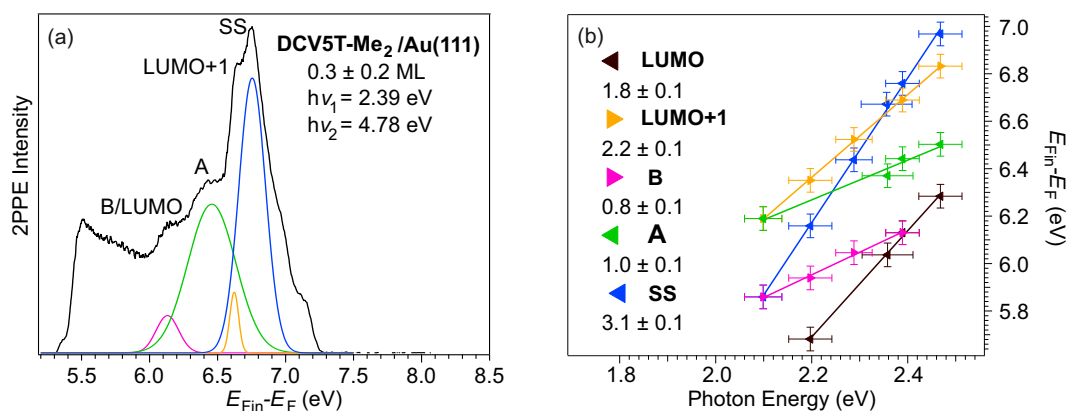 (a)
SS
DCV5T-Me₂ /Au(111)
0.3 ± 0.2 ML
hν₁ = 2.39 eV
hν₂ = 4.78 eV
LUMO+1
A
B/LUMO
2PPE Intensity
5.5 6.0 6.5 7.0 7.5 8.0 8.5
E_Fin-E_F (eV)
(b)
LUMO
1.8 ± 0.1
LUMO+1
2.2 ± 0.1
B
0.8 ± 0.1
A
1.0 ± 0.1
SS
3.1 ± 0.1
7.0
6.8
6.6
6.4
6.2
6.0
5.8
E_Fin-E_F (eV)
1.8 2.0 2.2 2.4
Photon Energy (eV)